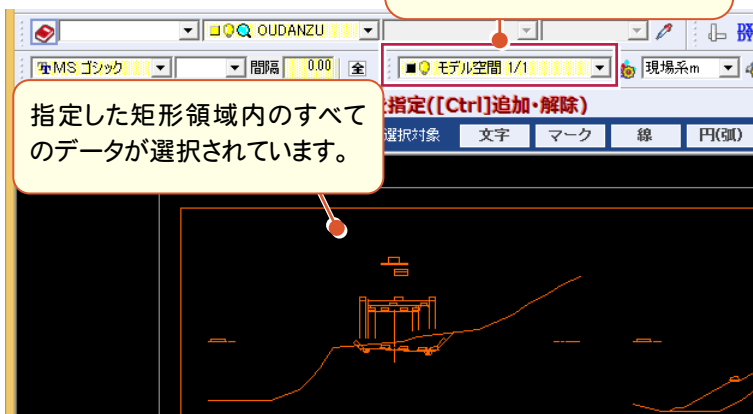 OUDANZU
MS ゴシック 間隔 0.00 全 モデル空間 1/1 現場系m
指定([Ctrl]追加・解除)
指定した矩形領域内のすべて
のデータが選択されています。
選択対象 文字 マーク 線 円(弧)